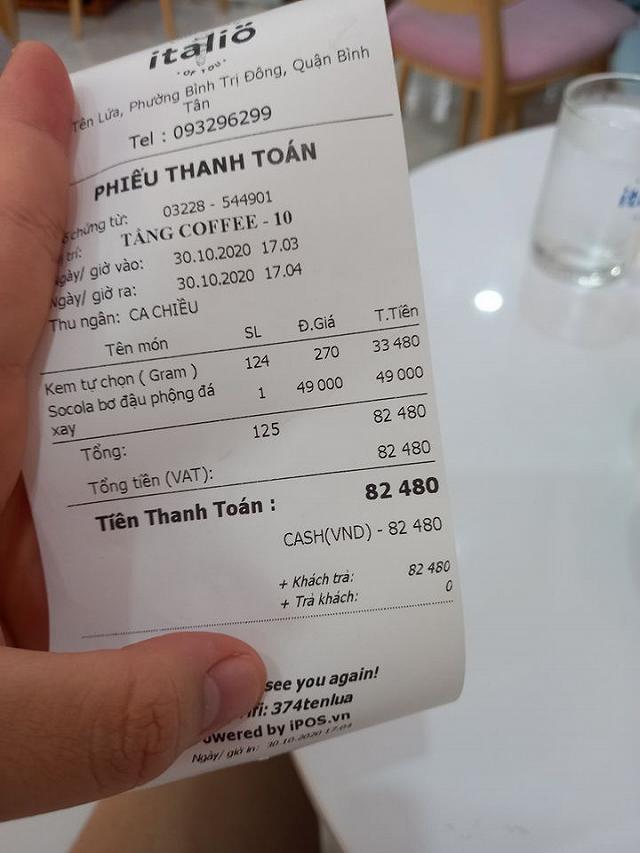 italiö
"OF YOU"
Tên Lửa, Phường Bình Trị Đông, Quận Bình
Tân
Tel : 093296299
PHIẾU THANH TOÁN
chứng từ: 03228 - 544901
trí: TẦNG COFFEE - 10
Ngày/ giờ vào: 30.10.2020 17.03
Ngày/ giờ ra: 30.10.2020 17.04
Thu ngân: CA CHIỀU
Tên món SL Đ.Giá T.Tiền
Kem tự chọn ( Gram ) 124 270 33 480
Socola bơ đậu phộng đá 1 49 000 49 000
xay
Tổng: 125 82 480
Tổng tiền (VAT): 82 480
Tiền Thanh Toán : 82 480
CASH(VND) - 82 480
+ Khách trả: 82 480
+ Trả khách: 0
see you again!
374tenlua
Powered by iPOS.vn
Ngày/ giờ in: 30.10.2020 17.04